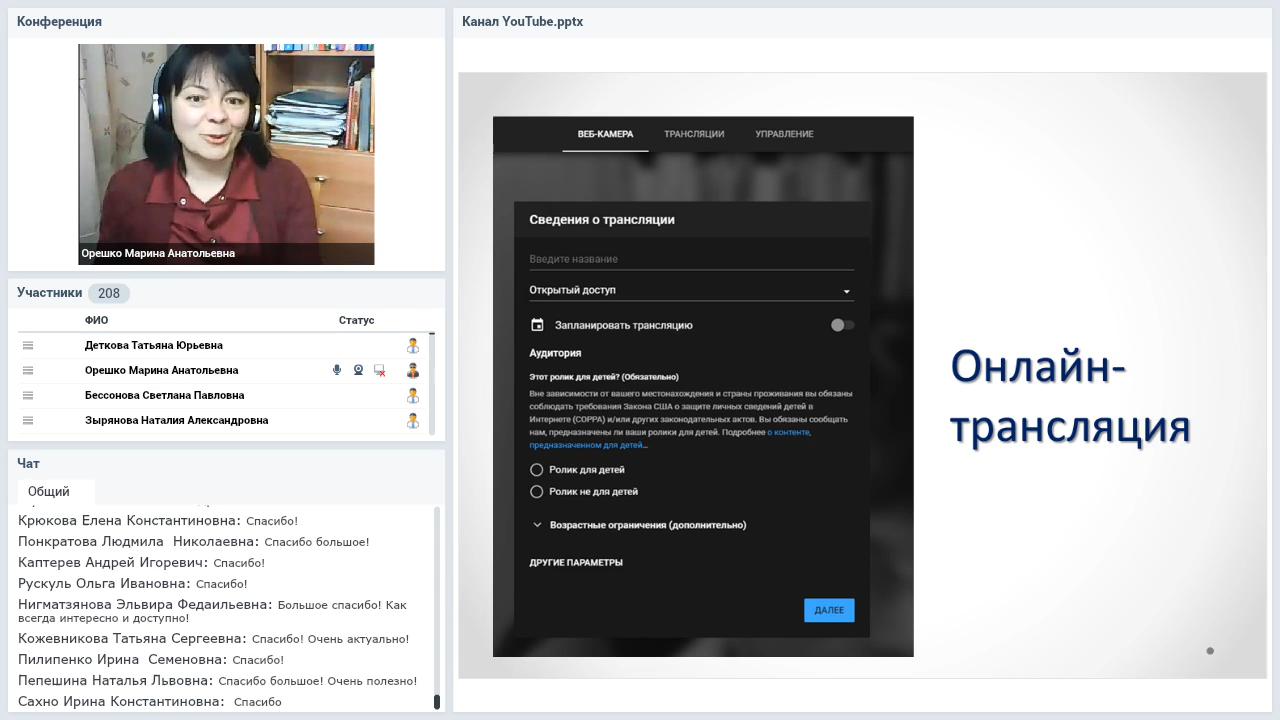 Конференция
Орешко Марина Анатольевна
Участники 208
ФИО Статус
Деткова Татьяна Юрьевна
Орешко Марина Анатольевна
Бессонова Светлана Павловна
Зырянова Наталия Александровна
Чат
Общий
Крюкова Елена Константиновна: Спасибо!
Понкратова Людмила Николаевна: Спасибо большое!
Каптерев Андрей Игоревич: Спасибо!
Рускуль Ольга Ивановна: Спасибо!
Нигматзянова Эльвира Федаильевна: Большое спасибо! Как
всегда интересно и доступно!
Кожевникова Татьяна Сергеевна: Спасибо! Очень актуально!
Пилипенко Ирина Семеновна: Спасибо!
Пепешина Наталья Львовна: Спасибо большое! Очень полезно!
Сахно Ирина Константиновна: Спасибо
Канал YouTube.pptx
ВЕБ-КАМЕРА ТРАНСЛЯЦИИ УПРАВЛЕНИЕ
Сведения о трансляции
Введите название
Открытый доступ
Запланировать трансляцию
Аудитория
Этот ролик для детей? (Обязательно)
Вне зависимости от вашего местонахождения и страны проживания вы обязаны
соблюдать требования Закона США о защите личных сведений детей в
Интернете (COPPA) и/или других законодательных актов. Вы обязаны сообщать
нам, предназначены ли ваши ролики для детей. Подробнее о контенте,
предназначенном для детей…
Ролик для детей
Ролик не для детей
Возрастные ограничения (дополнительно)
ДРУГИЕ ПАРАМЕТРЫ
ДАЛЕЕ
Онлайн-
трансляция